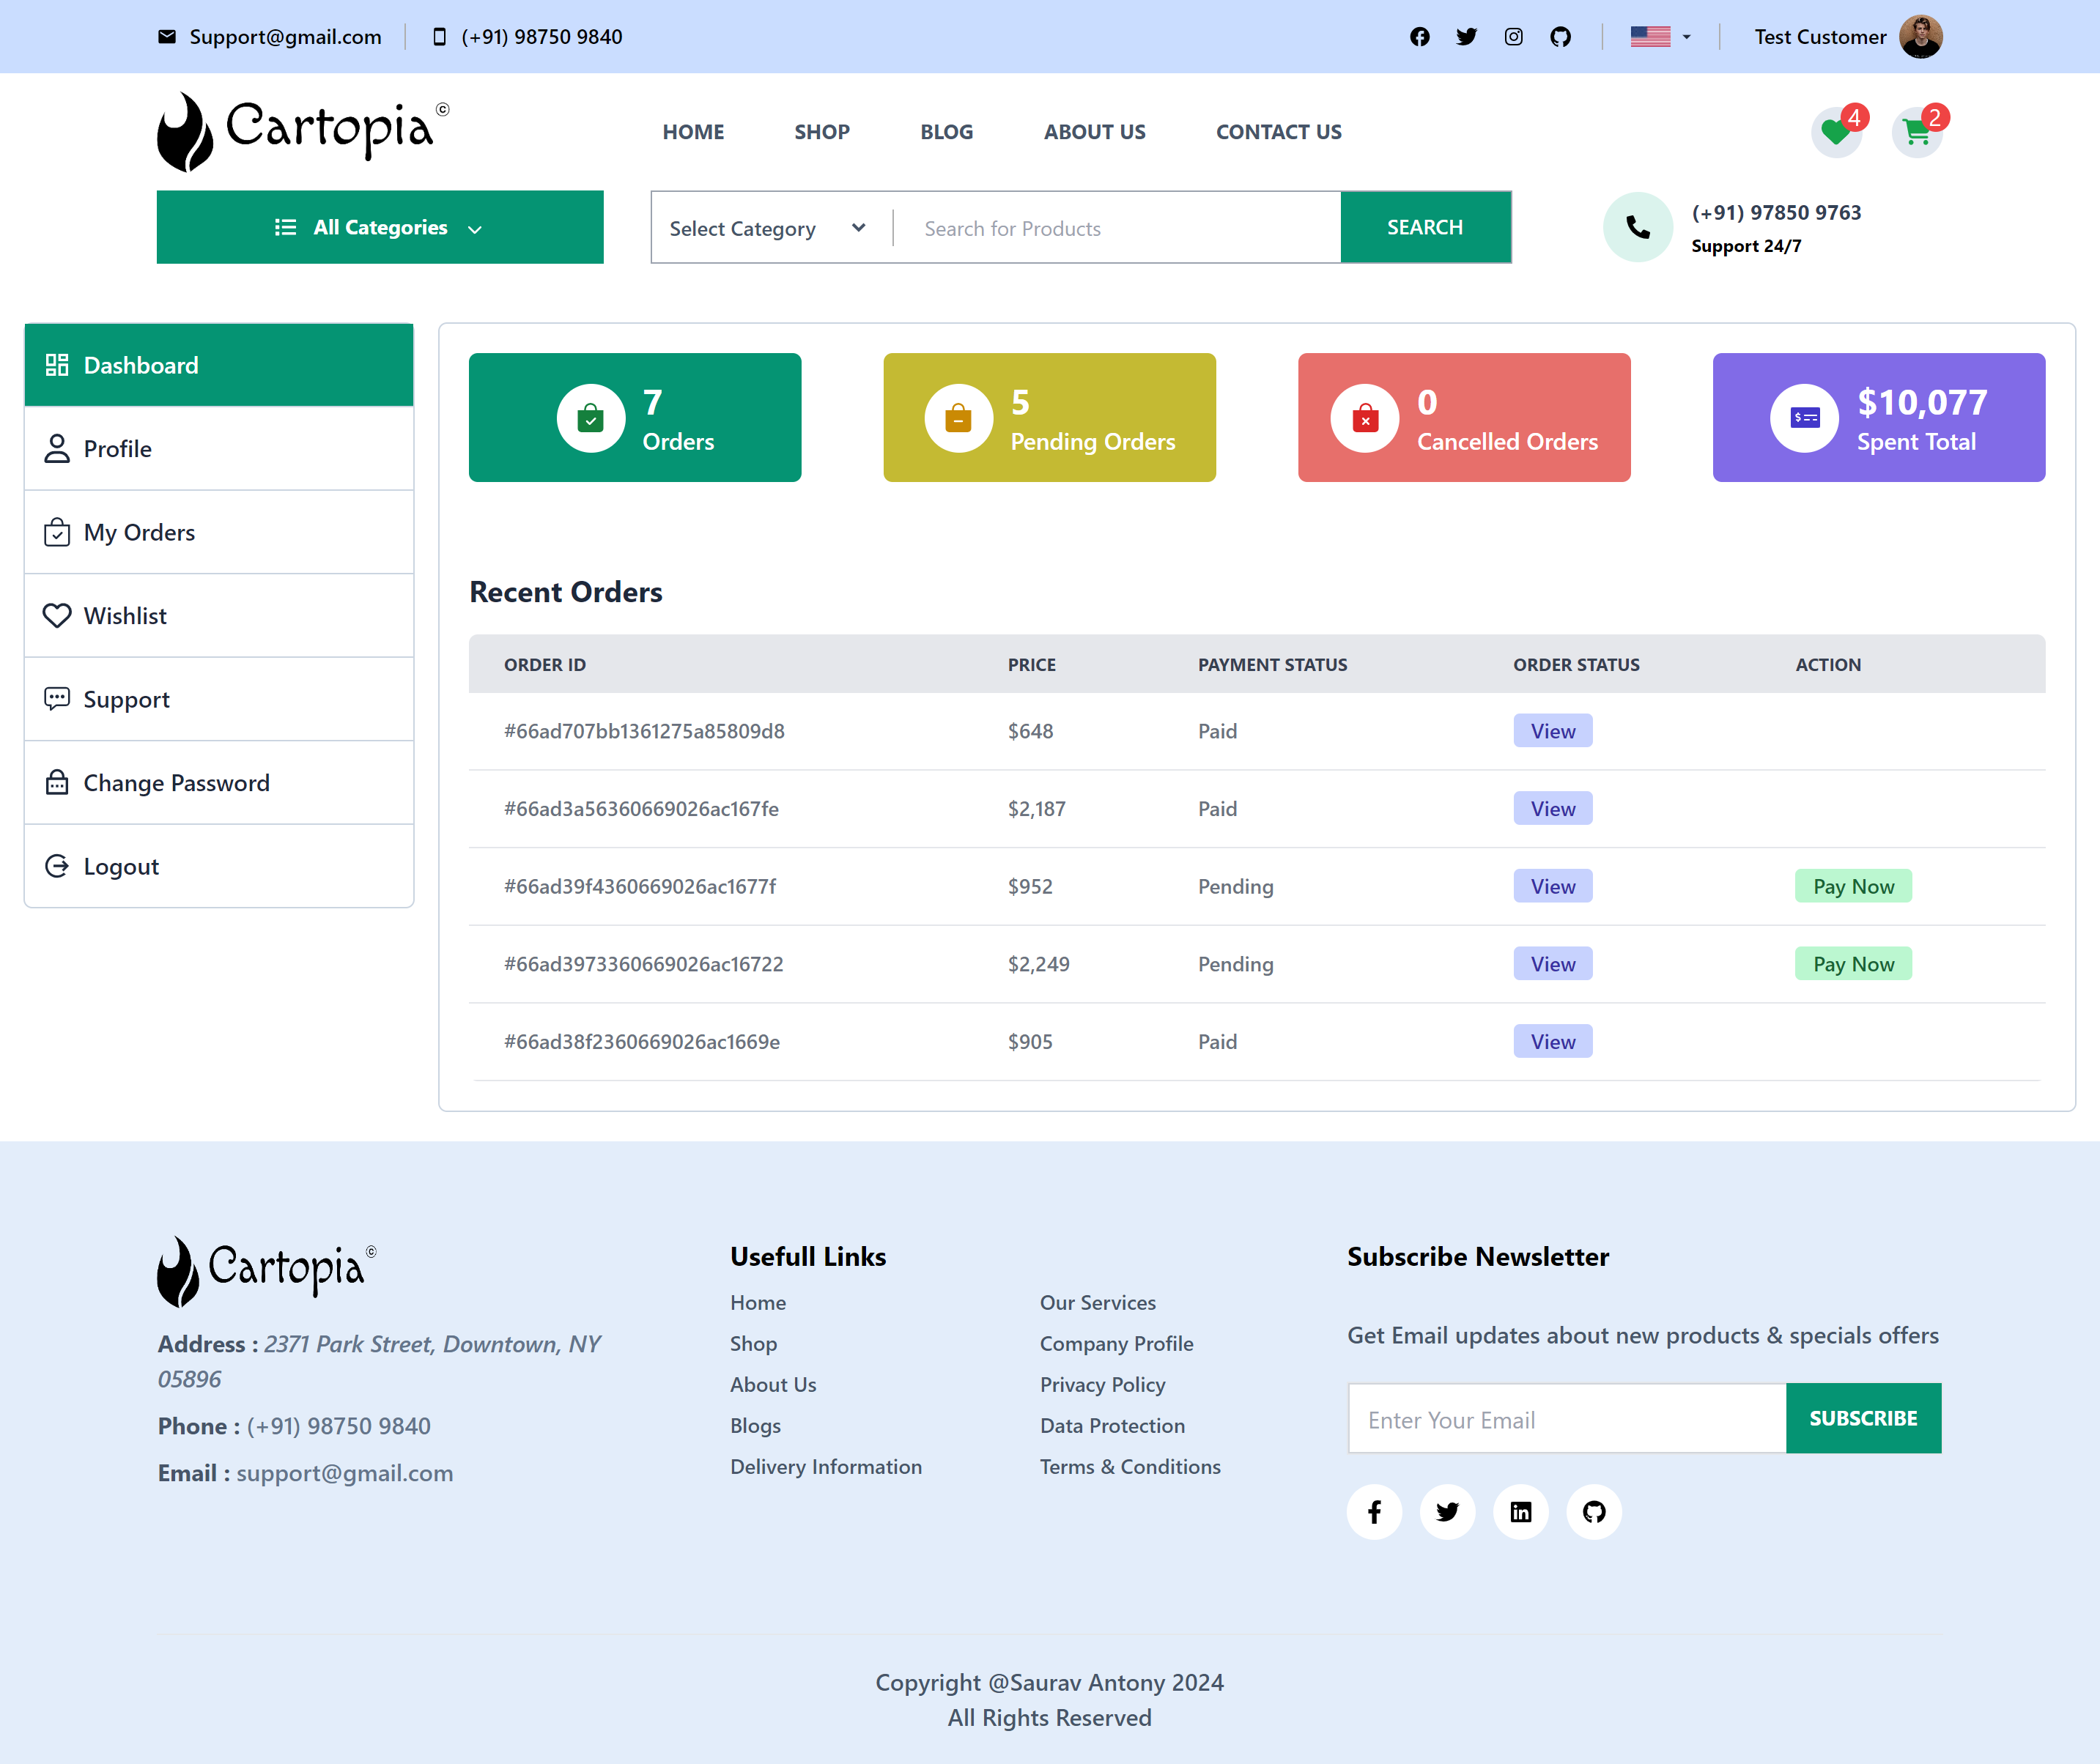 Support@gmail.com (+91) 98750 9840 Test Customer
Cartopia© HOME SHOP BLOG ABOUT US CONTACT US 4 2
All Categories Select Category Search for Products SEARCH (+91) 97850 9763
Support 24/7
Dashboard
Profile
My Orders
Wishlist
Support
Change Password
Logout
7
Orders
5
Pending Orders
0
Cancelled Orders
$10,077
Spent Total
Recent Orders
ORDER ID PRICE PAYMENT STATUS ORDER STATUS ACTION
#66ad707bb1361275a85809d8 $648 Paid View
#66ad3a56360669026ac167fe $2,187 Paid View
#66ad39f4360669026ac1677f $952 Pending View Pay Now
#66ad3973360669026ac16722 $2,249 Pending View Pay Now
#66ad38f2360669026ac1669e $905 Paid View
Cartopia©
Address : 2371 Park Street, Downtown, NY
05896
Phone : (+91) 98750 9840
Email : support@gmail.com
Usefull Links
Home
Shop
About Us
Blogs
Delivery Information
Our Services
Company Profile
Privacy Policy
Data Protection
Terms & Conditions
Subscribe Newsletter
Get Email updates about new products & specials offers
Enter Your Email SUBSCRIBE
Copyright @Saurav Antony 2024
All Rights Reserved